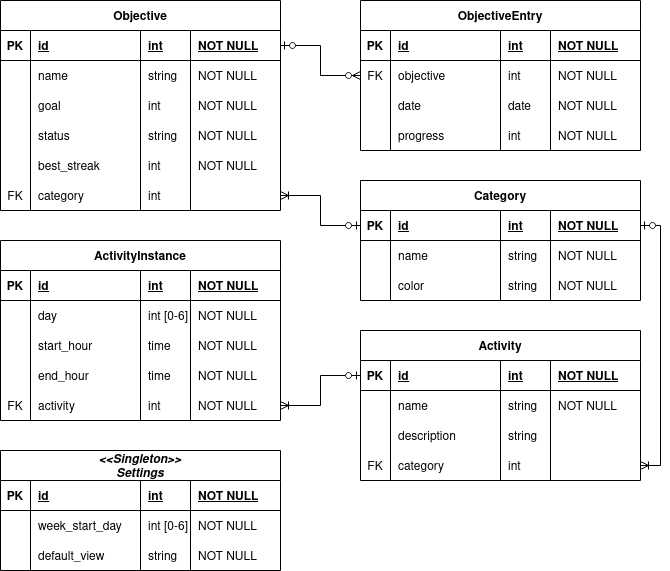 Objective
PK id int NOT NULL
name string NOT NULL
goal int NOT NULL
status string NOT NULL
best_streak int NOT NULL
FK category int
ObjectiveEntry
PK id int NOT NULL
FK objective int NOT NULL
date date NOT NULL
progress int NOT NULL
Category
PK id int NOT NULL
name string NOT NULL
color string NOT NULL
ActivityInstance
PK id int NOT NULL
day int [0-6] NOT NULL
start_hour time NOT NULL
end_hour time NOT NULL
FK activity int NOT NULL
Activity
PK id int NOT NULL
name string NOT NULL
description string
FK category int
<<Singleton>>
Settings
PK id int NOT NULL
week_start_day int [0-6] NOT NULL
default_view string NOT NULL